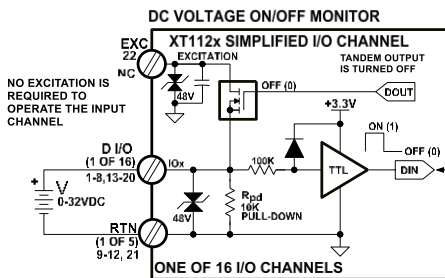 DC VOLTAGE ON/OFF MONITOR
XT112x SIMPLIFIED I/O CHANNEL
EXC
22
NC
EXCITATION
48V
TANDEM OUTPUT
IS TURNED OFF
NO EXCITATION IS
REQUIRED TO
OPERATE THE INPUT
CHANNEL
OFF (0)
DOUT
+3.3V
ON (1)
OFF (0)
D I/O
(1 OF 16)
1-8,13-20
IOx
100K
TTL
DIN
+
V
0-32VDC
48V
Rpd
10K
PULL-DOWN
RTN
(1 OF 5)
9-12, 21
ONE OF 16 I/O CHANNELS